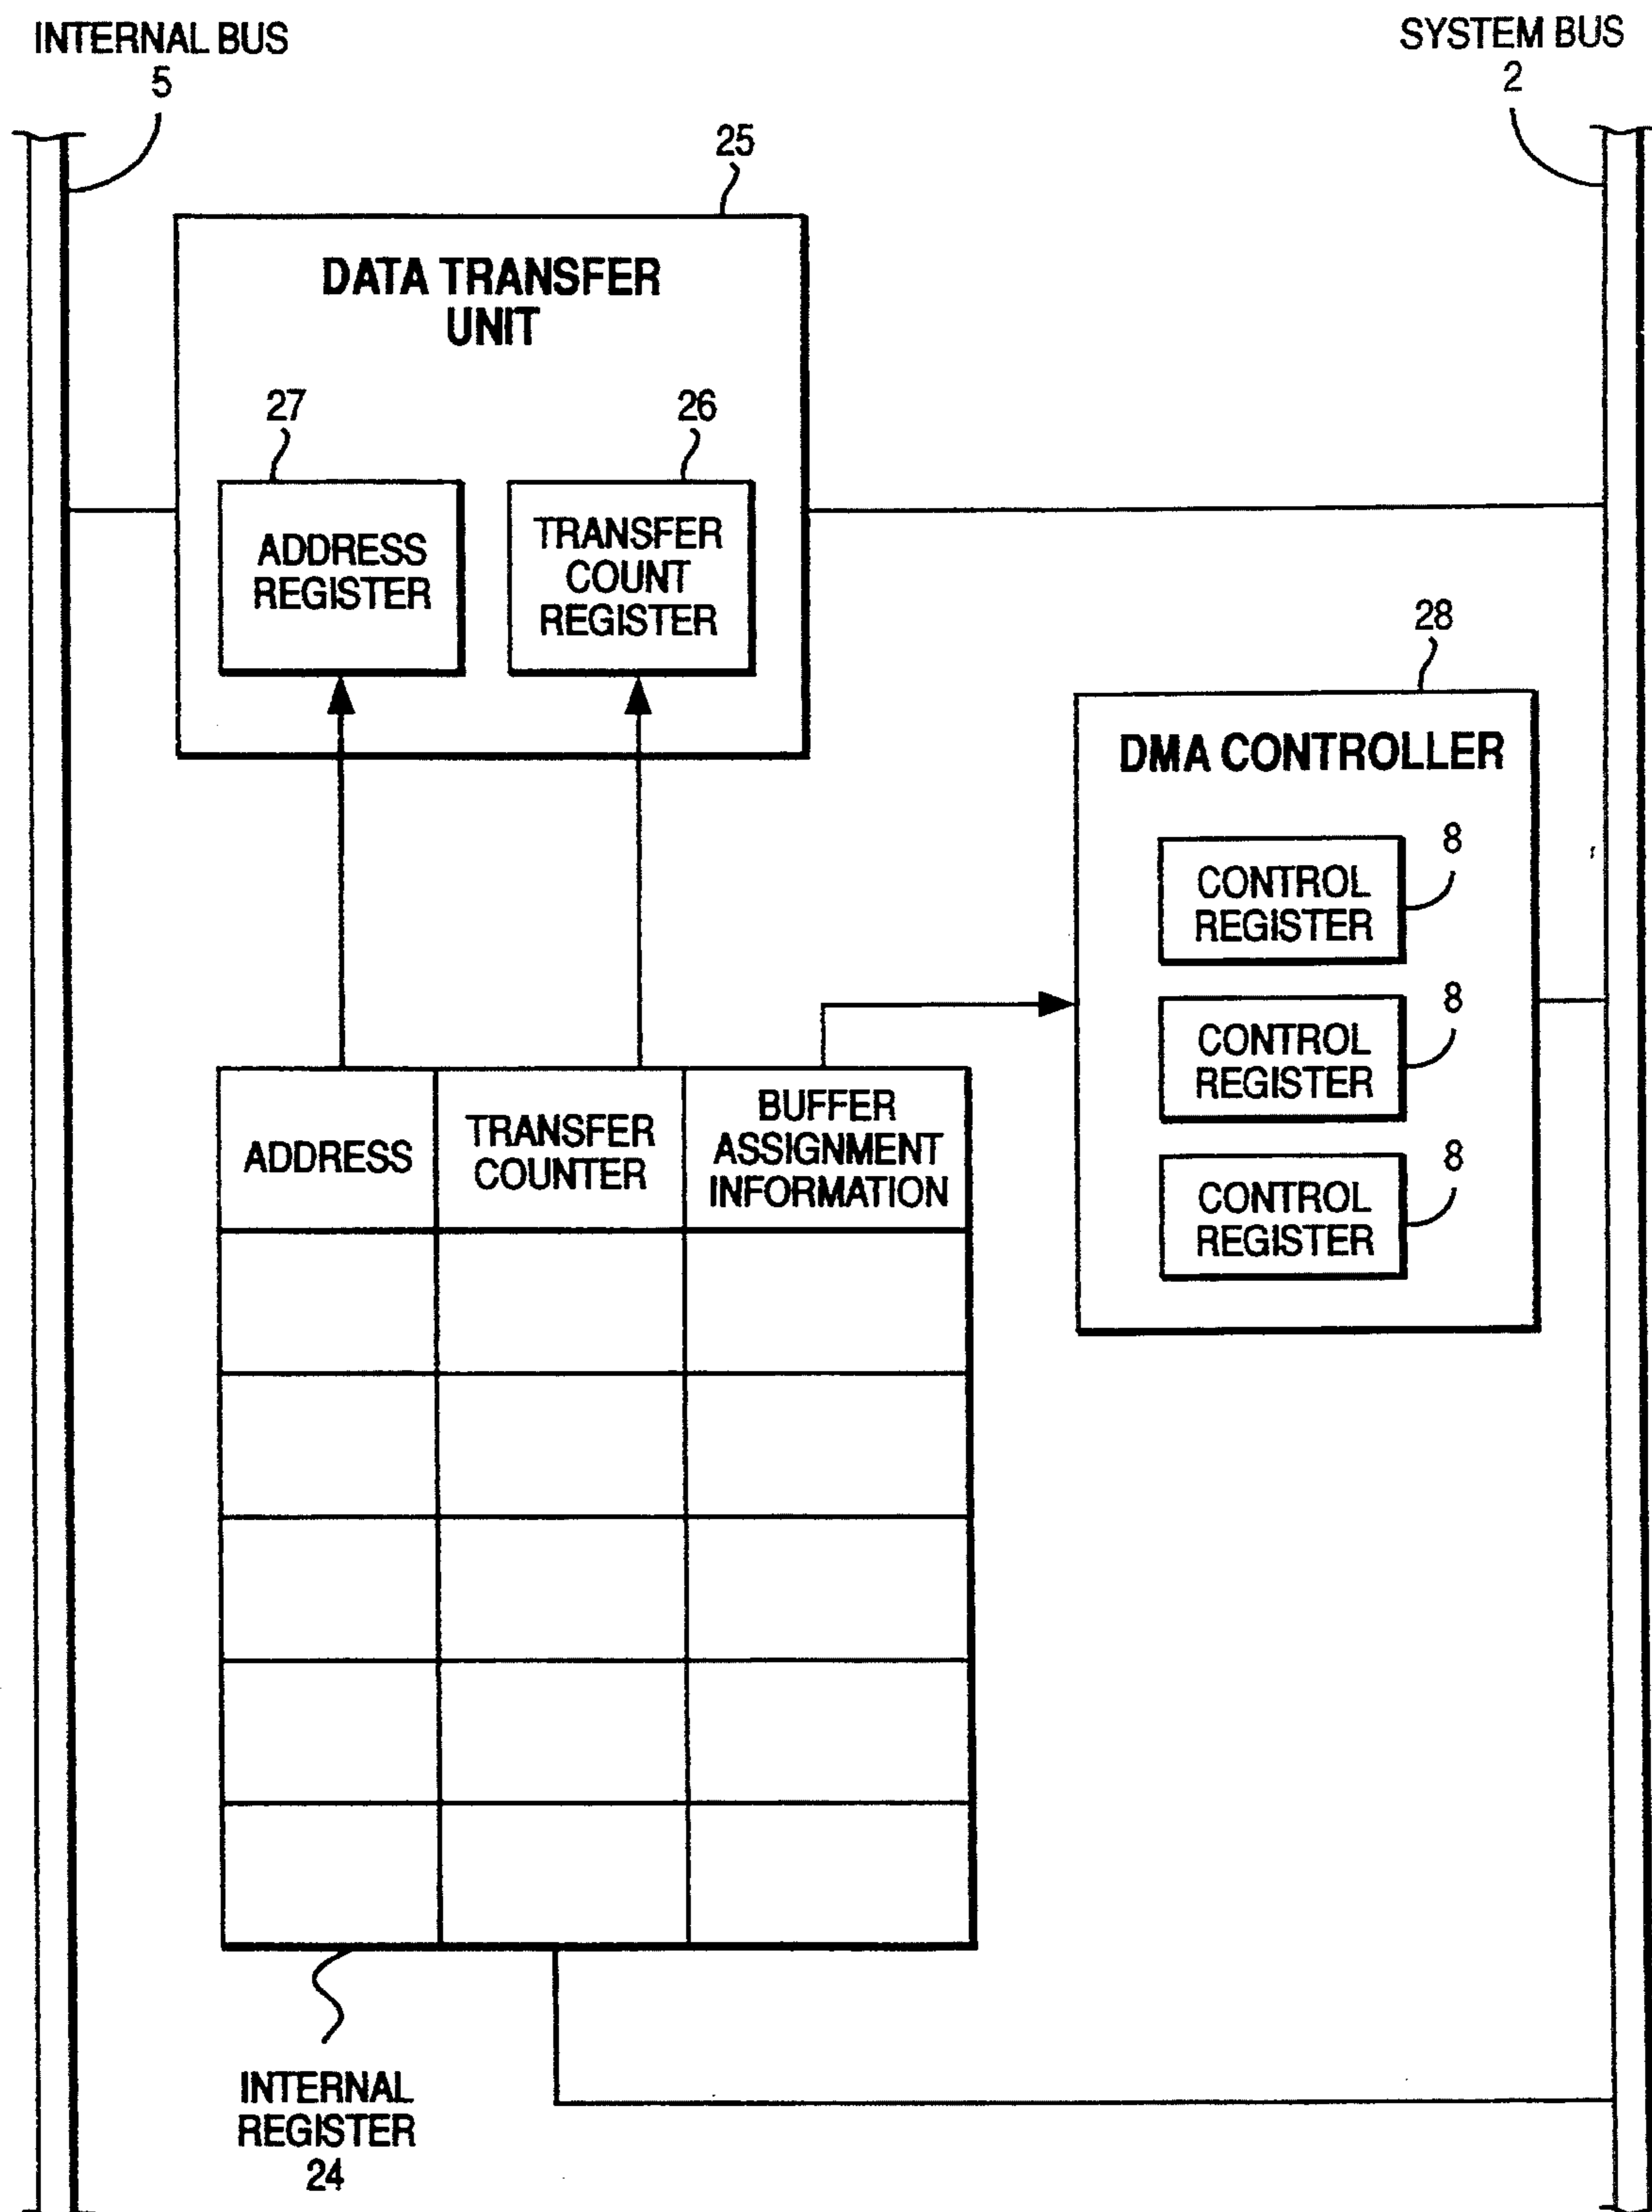 INTERNAL BUS
5
SYSTEM BUS
2
25
DATA TRANSFER
UNIT
27
26
ADDRESS
REGISTER
TRANSFER
COUNT
REGISTER
28
DMA CONTROLLER
8
CONTROL
REGISTER
8
CONTROL
REGISTER
8
CONTROL
REGISTER
ADDRESS
TRANSFER
COUNTER
BUFFER
ASSIGNMENT
INFORMATION
INTERNAL
REGISTER
24